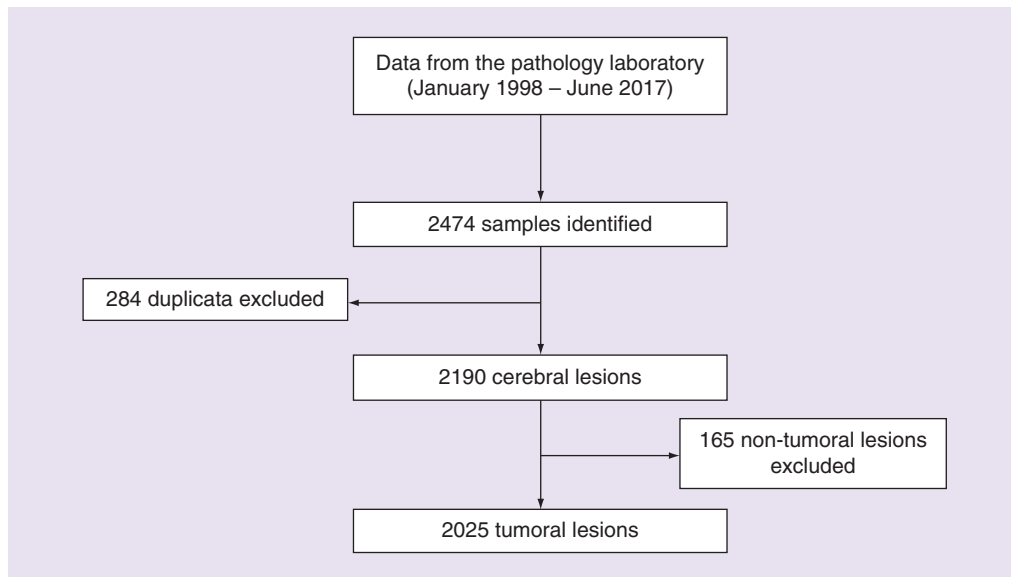 Data from the pathology laboratory
(January 1998 – June 2017)
2474 samples identified
284 duplicata excluded
2190 cerebral lesions
165 non-tumoral lesions
excluded
2025 tumoral lesions